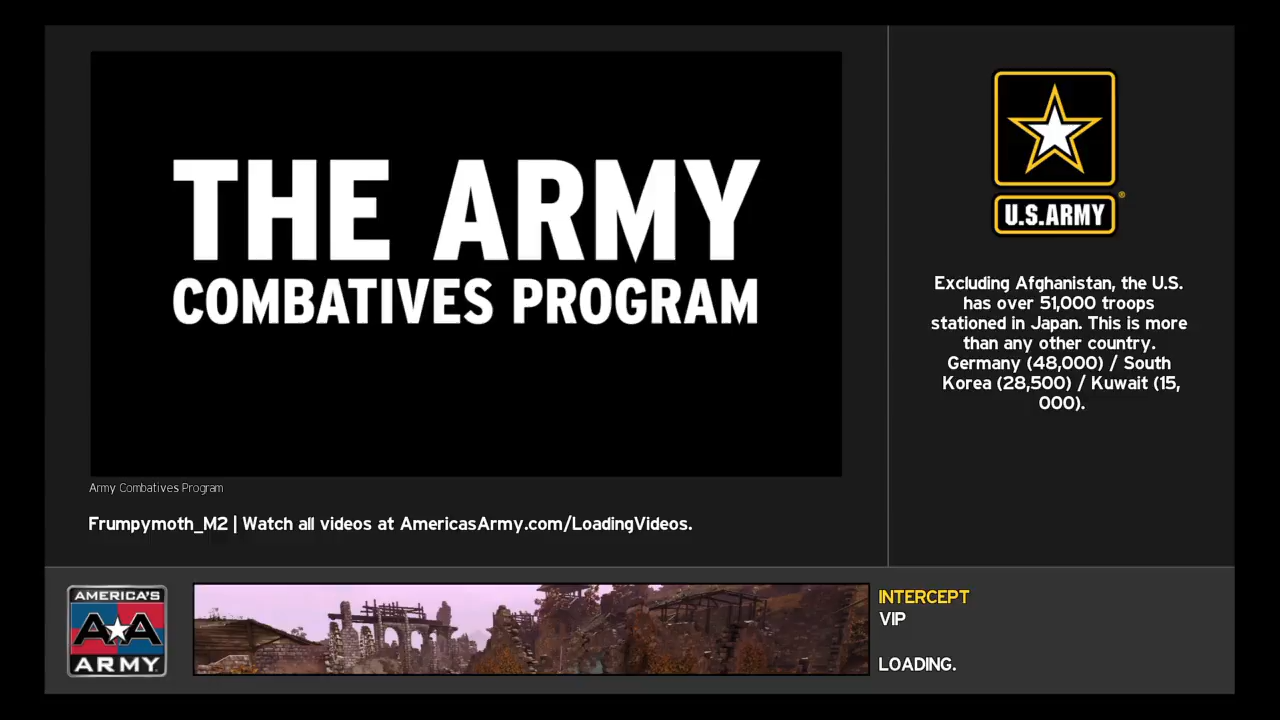 THE ARMY
COMBATIVES PROGRAM
Army Combatives Program
Frumpymoth_M2 | Watch all videos at AmericasArmy.com/LoadingVideos.
U.S.ARMY
®
Excluding Afghanistan, the U.S.
has over 51,000 troops
stationed in Japan. This is more
than any other country.
Germany (48,000) / South
Korea (28,500) / Kuwait (15,
000).
AMERICA'S
AA
ARMY
INTERCEPT
VIP
LOADING.